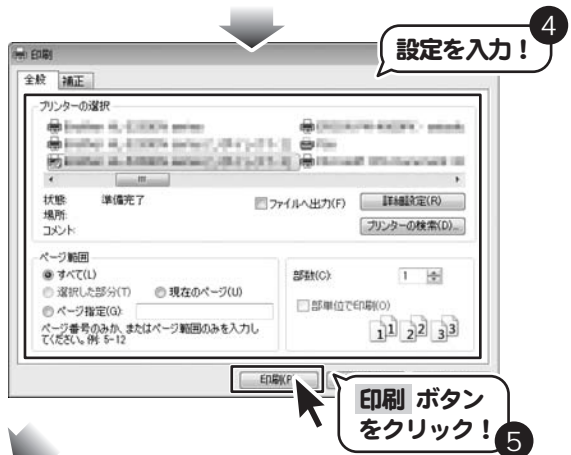 4
設定を入力!
印刷
全般 補正
プリンターの選択
Fax
状態: 準備完了
場所:
コメント:
ファイルへ出力(F)
詳細設定(R)
プリンターの検索(D)...
ページ範囲
すべて(L)
選択した部分(T) 現在のページ(U)
ページ指定(G):
ページ番号のみか、またはページ範囲のみを入力し
てください。例: 5-12
部数(C): 1
部単位で印刷(O)
11 22 33
印刷(P)
印刷 ボタン
をクリック!
5